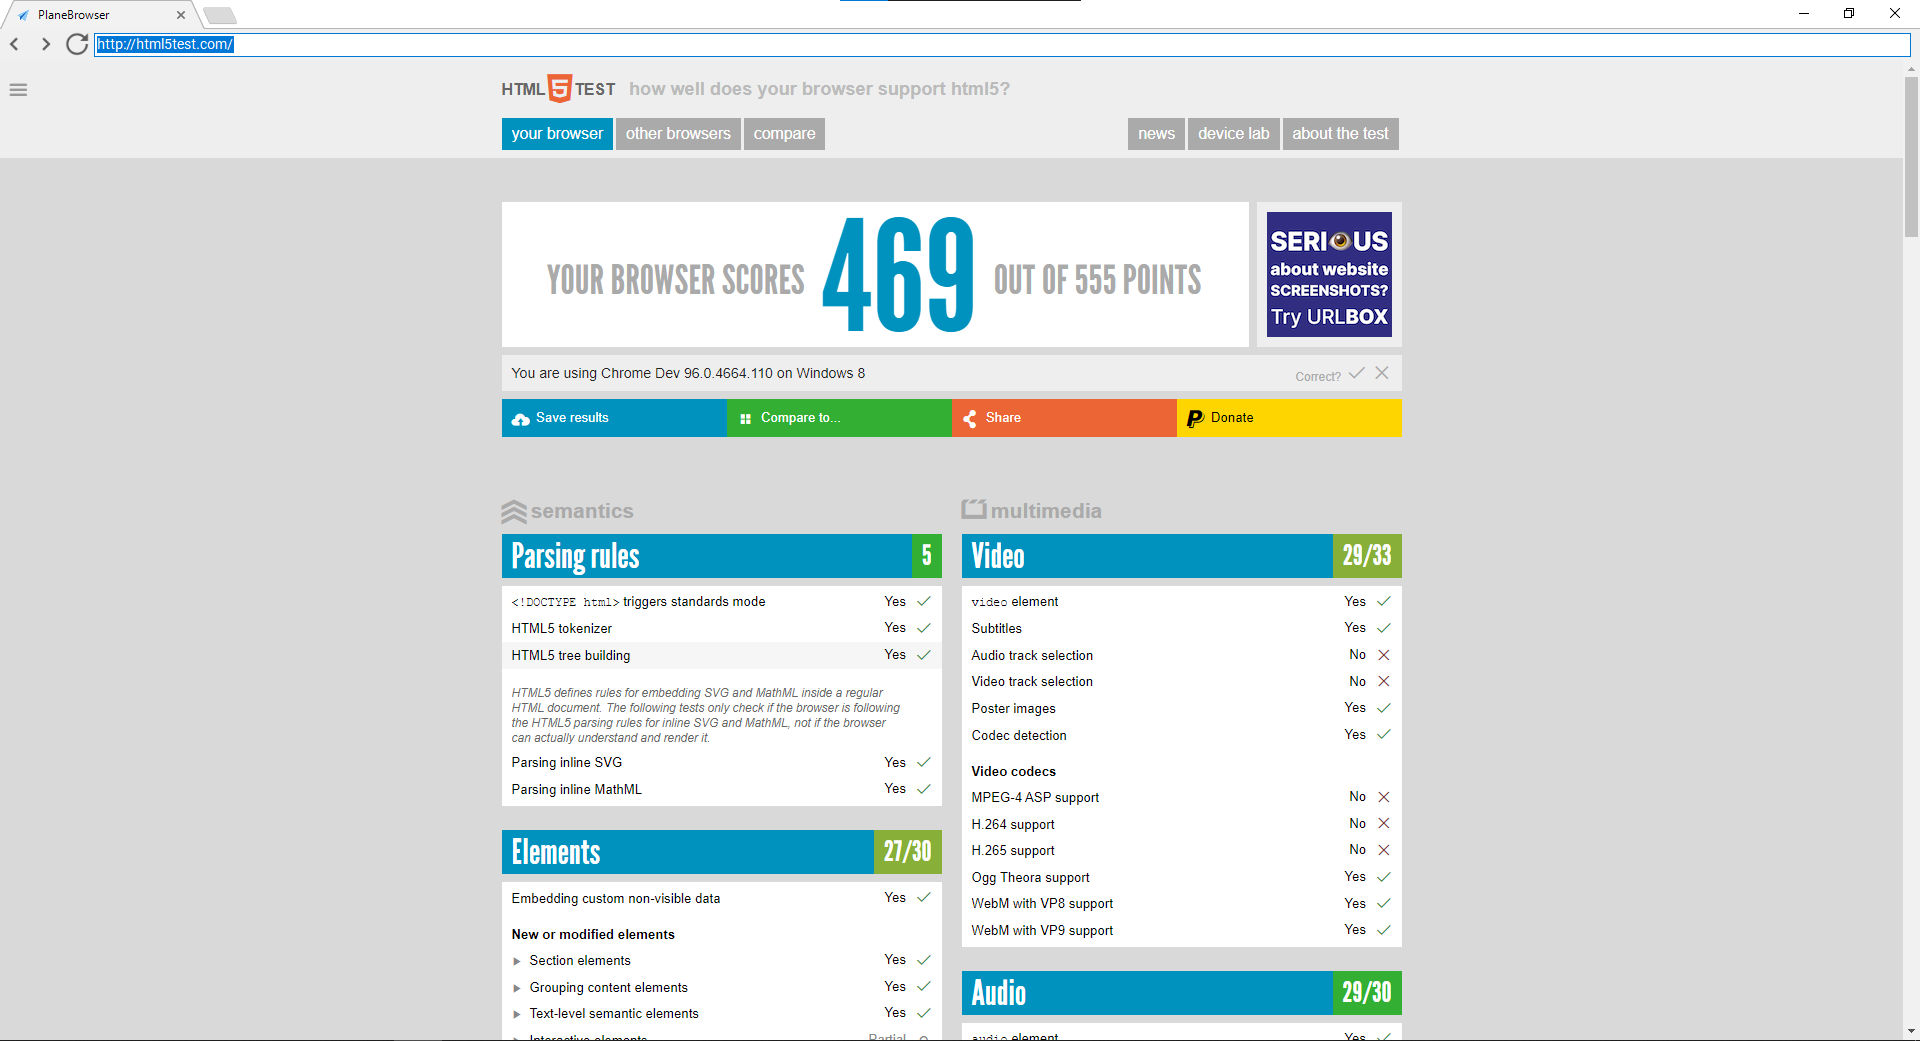 PlaneBrowser
http://html5test.com/
HTML 5 TEST how well does your browser support html5?
your browser other browsers compare news device lab about the test
YOUR BROWSER SCORES 469 OUT OF 555 POINTS
SERIOUS
about website
SCREENSHOTS?
Try URLBOX
You are using Chrome Dev 96.0.4664.110 on Windows 8 Correct?
Save results Compare to... Share Donate
semantics
Parsing rules 5
<!DOCTYPE html> triggers standards mode Yes
HTML5 tokenizer Yes
HTML5 tree building Yes
HTML5 defines rules for embedding SVG and MathML inside a regular
HTML document. The following tests only check if the browser is following
the HTML5 parsing rules for inline SVG and MathML, not if the browser
can actually understand and render it.
Parsing inline SVG Yes
Parsing inline MathML Yes
Elements 27/30
Embedding custom non-visible data Yes
New or modified elements
Section elements Yes
Grouping content elements Yes
Text-level semantic elements Yes
Interactive elements Partial
multimedia
Video 29/33
video element Yes
Subtitles Yes
Audio track selection No
Video track selection No
Poster images Yes
Codec detection Yes
Video codecs
MPEG-4 ASP support No
H.264 support No
H.265 support No
Ogg Theora support Yes
WebM with VP8 support Yes
WebM with VP9 support Yes
Audio 29/30
audio element Yes